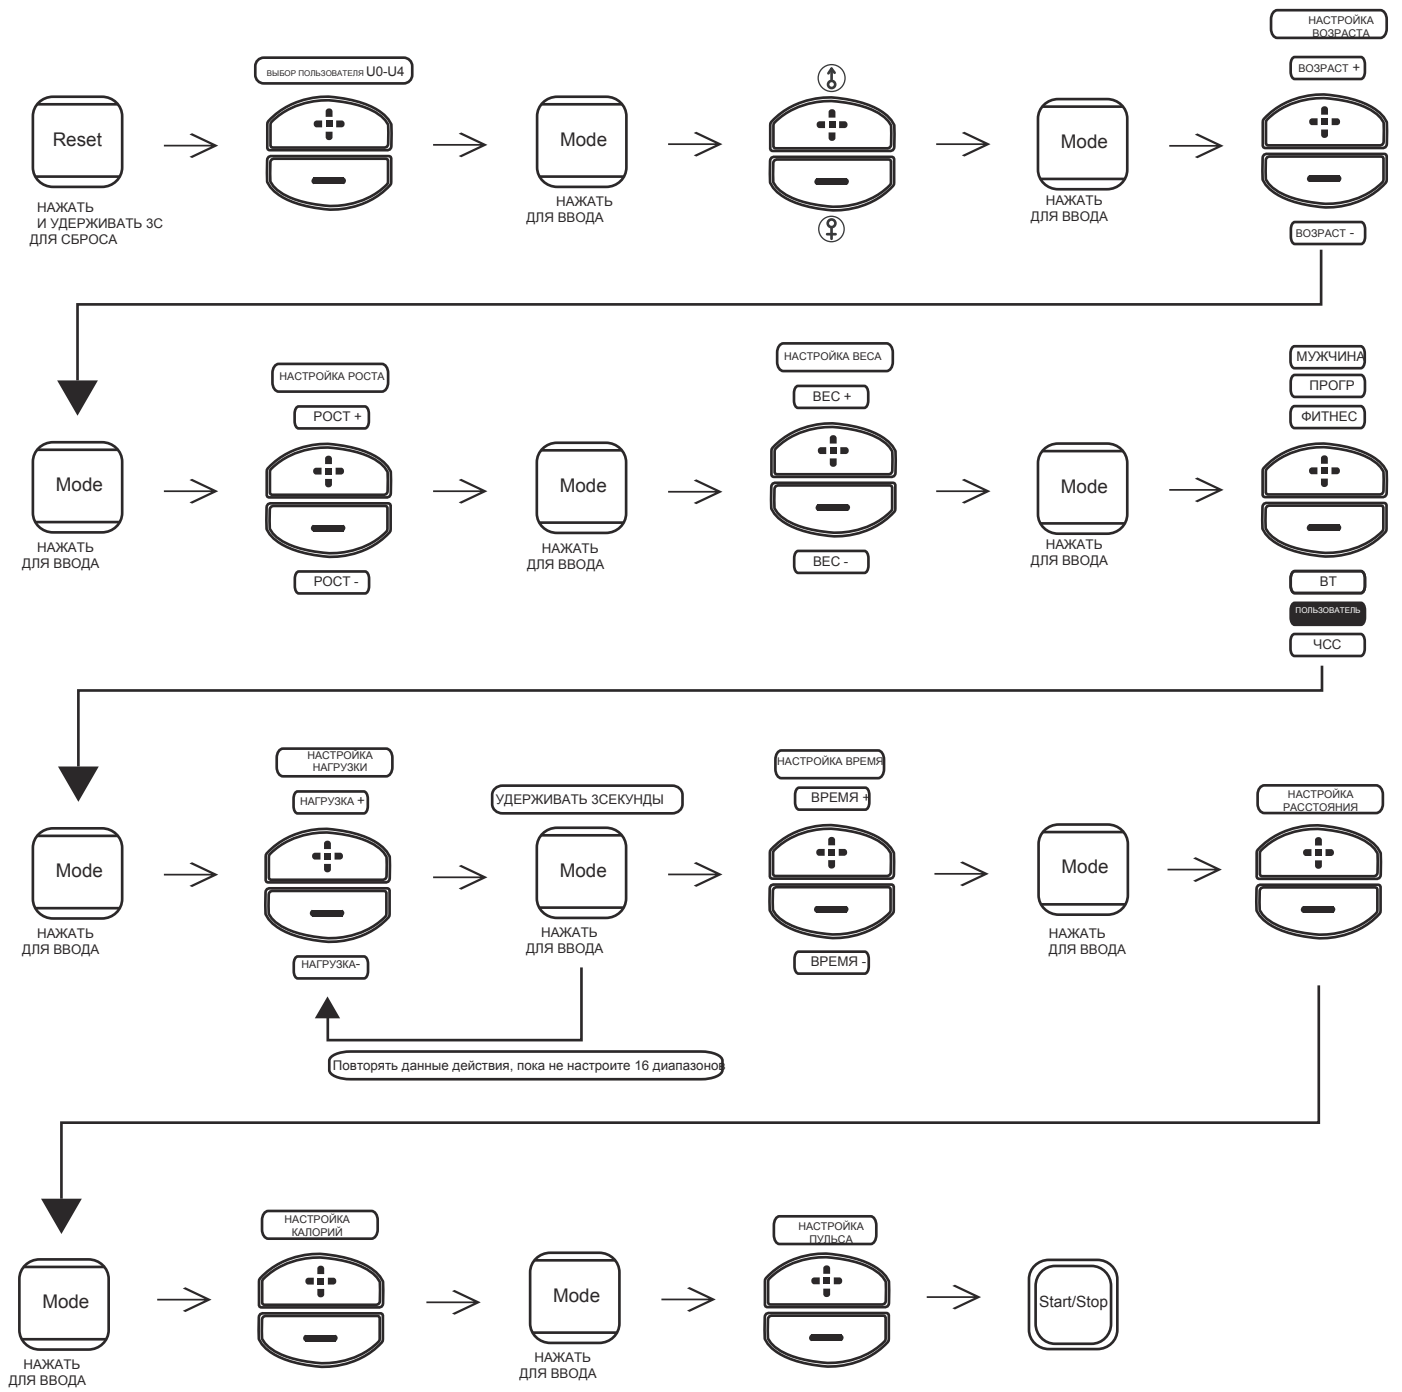 НАСТРОЙКА
ВОЗРАСТА
ВЫБОР ПОЛЬЗОВАТЕЛЯ U0-U4
ВОЗРАСТ +
Reset
Mode
Mode
НАЖАТЬ
И УДЕРЖИВАТЬ 3С
ДЛЯ СБРОСА
НАЖАТЬ
ДЛЯ ВВОДА
НАЖАТЬ
ДЛЯ ВВОДА
ВОЗРАСТ -
НАСТРОЙКА РОСТА
РОСТ +
НАСТРОЙКА ВЕСА
ВЕС +
МУЖЧИНА
ПРОГР
ФИТНЕС
Mode
Mode
Mode
НАЖАТЬ
ДЛЯ ВВОДА
РОСТ -
НАЖАТЬ
ДЛЯ ВВОДА
ВЕС -
НАЖАТЬ
ДЛЯ ВВОДА
ВТ
ПОЛЬЗОВАТЕЛЬ
ЧСС
НАСТРОЙКА
НАГРУЗКИ
НАГРУЗКА +
УДЕРЖИВАТЬ 3СЕКУНДЫ
НАСТРОЙКА ВРЕМЯ
ВРЕМЯ +
НАСТРОЙКА
РАССТОЯНИЯ
Mode
Mode
Mode
НАЖАТЬ
ДЛЯ ВВОДА
НАГРУЗКА-
НАЖАТЬ
ДЛЯ ВВОДА
ВРЕМЯ -
НАЖАТЬ
ДЛЯ ВВОДА
Повторять данные действия, пока не настроите 16 диапазонов
НАСТРОЙКА
КАЛОРИЙ
НАСТРОЙКА
ПУЛЬСА
Mode
Mode
Start/Stop
НАЖАТЬ
ДЛЯ ВВОДА
НАЖАТЬ
ДЛЯ ВВОДА